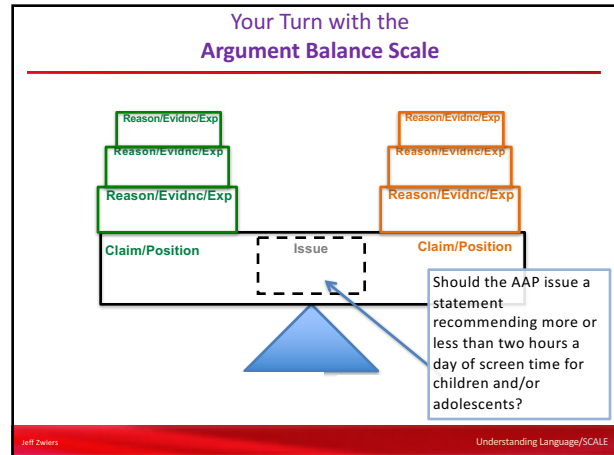 Your Turn with the
Argument Balance Scale
Reason/Evidnc/Exp
Reason/Evidnc/Exp
Reason/Evidnc/Exp
Reason/Evidnc/Exp
Reason/Evidnc/Exp
Reason/Evidnc/Exp
Claim/Position
Issue
Claim/Position
Should the AAP issue a
statement
recommending more or
less than two hours a
day of screen time for
children and/or
adolescents?
Jeff Zwiers
Understanding Language/SCALE